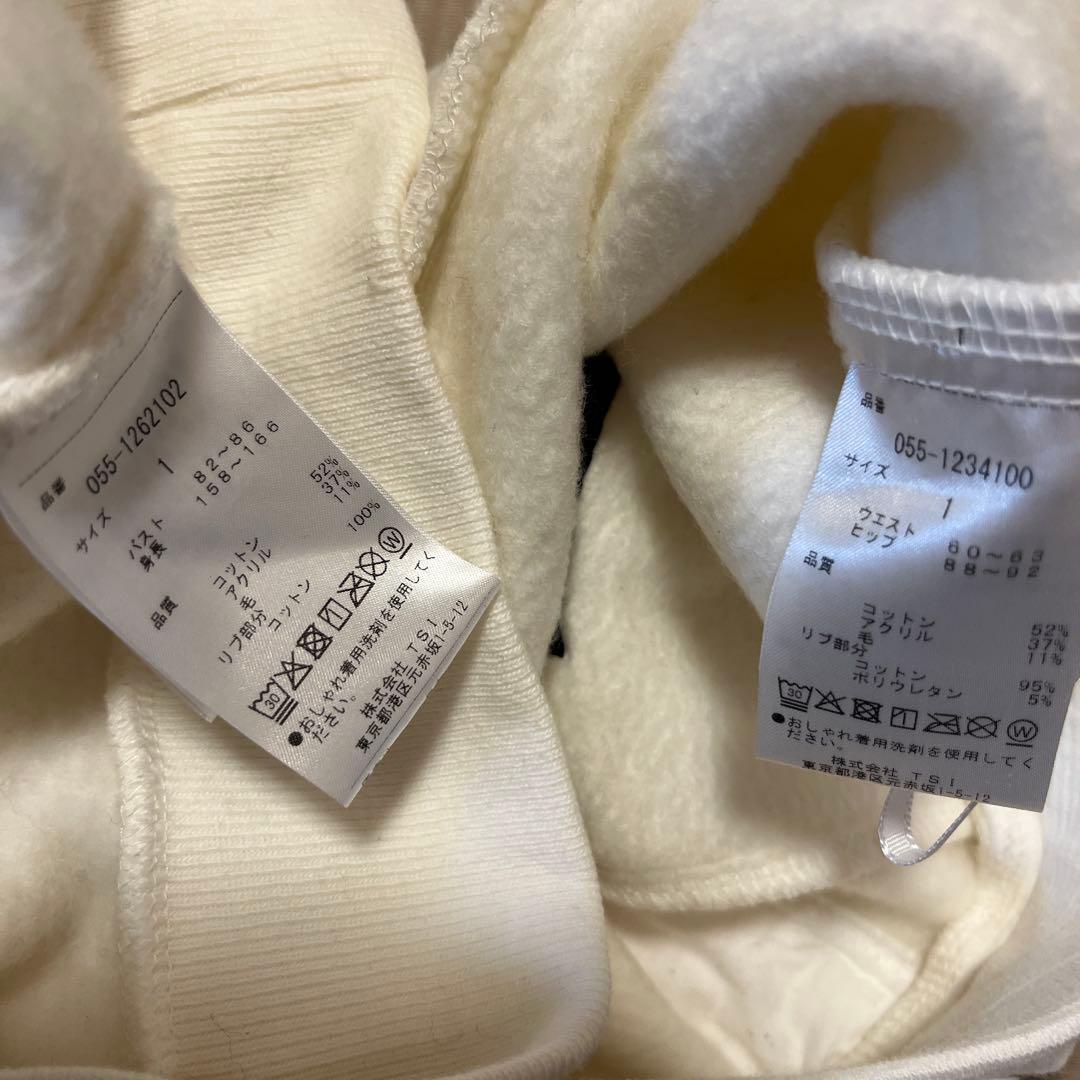 品番 055-1262102
サイズ 1
バスト 82~86
身長 158~166
品質
コットン 52%
アクリル 37%
毛 11%
リブ部分
コットン 100%
30 W
●おしゃれ着用洗剤を使用してく
ださい。
株式会社 TSI
東京都港区元赤坂1-5-12
品番 055-1234100
サイズ 1
ウエスト 60~63
ヒップ 88~92
品質
コットン 52%
アクリル 37%
毛 11%
リブ部分
コットン 95%
ポリウレタン 5%
30 W
●おしゃれ着用洗剤を使用してく
ださい。
株式会社 TSI
東京都港区元赤坂1-5-12